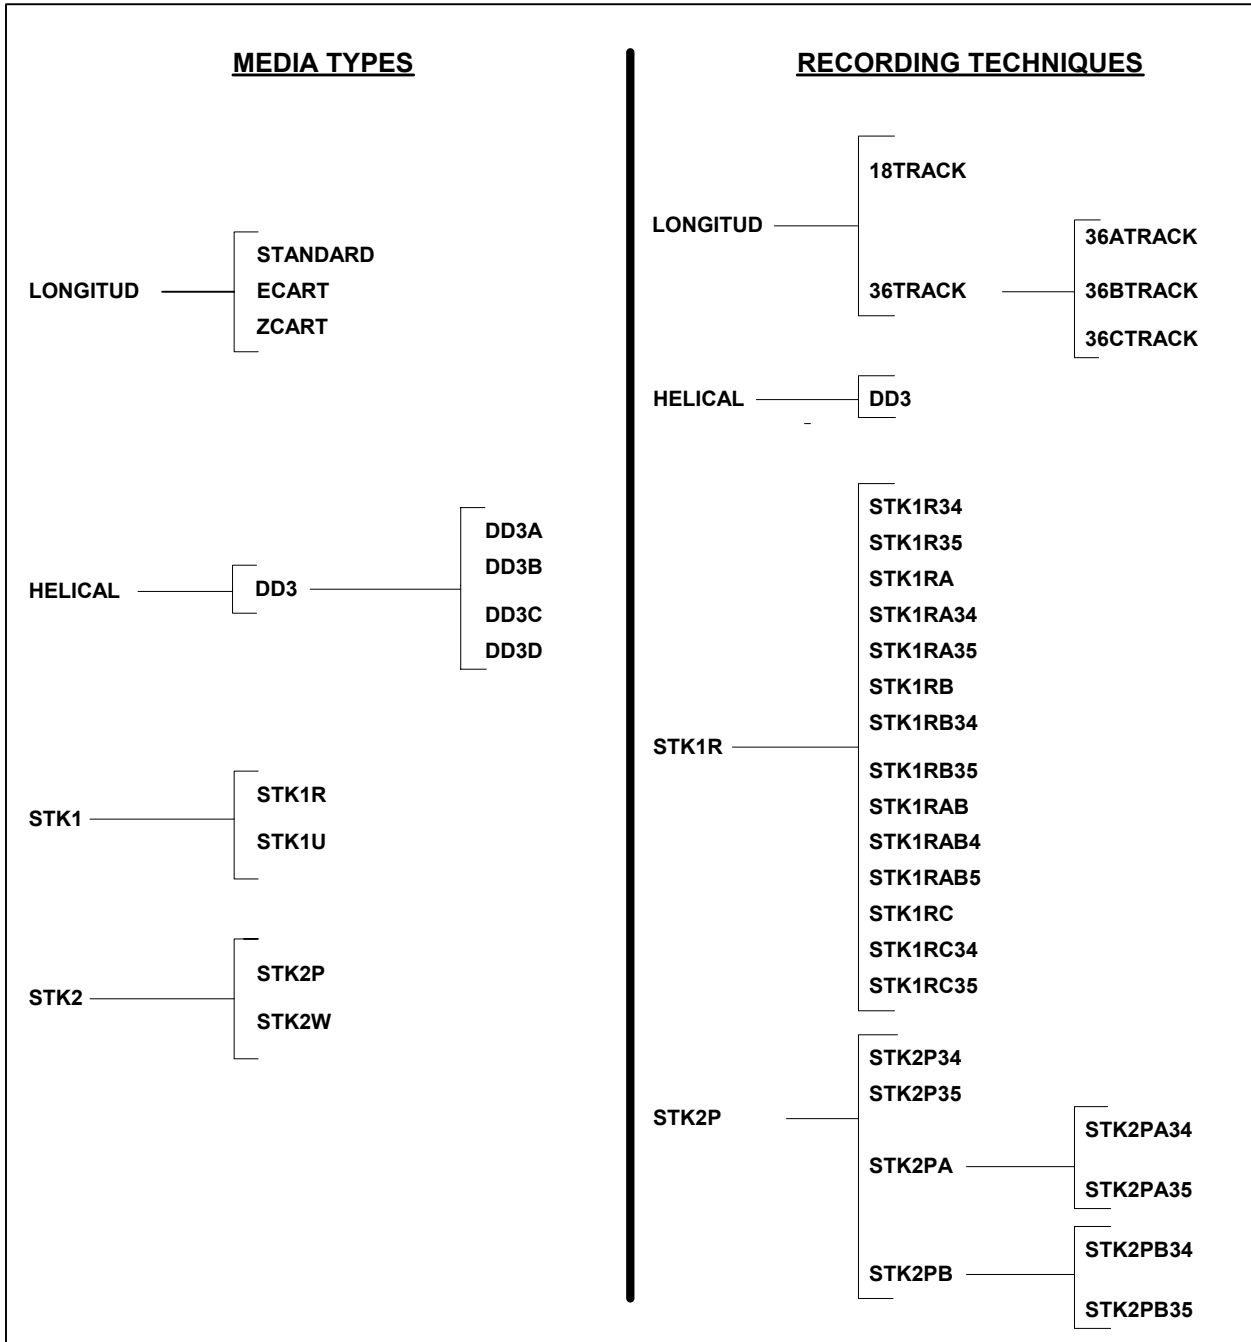 MEDIA TYPES
LONGITUD
STANDARD
ECART
ZCART
HELICAL
DD3
DD3A
DD3B
DD3C
DD3D
STK1
STK1R
STK1U
STK2
STK2P
STK2W
RECORDING TECHNIQUES
LONGITUD
18TRACK
36TRACK
36ATRACK
36BTRACK
36CTRACK
HELICAL
DD3
STK1R
STK1R34
STK1R35
STK1RA
STK1RA34
STK1RA35
STK1RB
STK1RB34
STK1RB35
STK1RAB
STK1RAB4
STK1RAB5
STK1RC
STK1RC34
STK1RC35
STK2P
STK2P34
STK2P35
STK2PA
STK2PA34
STK2PA35
STK2PB
STK2PB34
STK2PB35